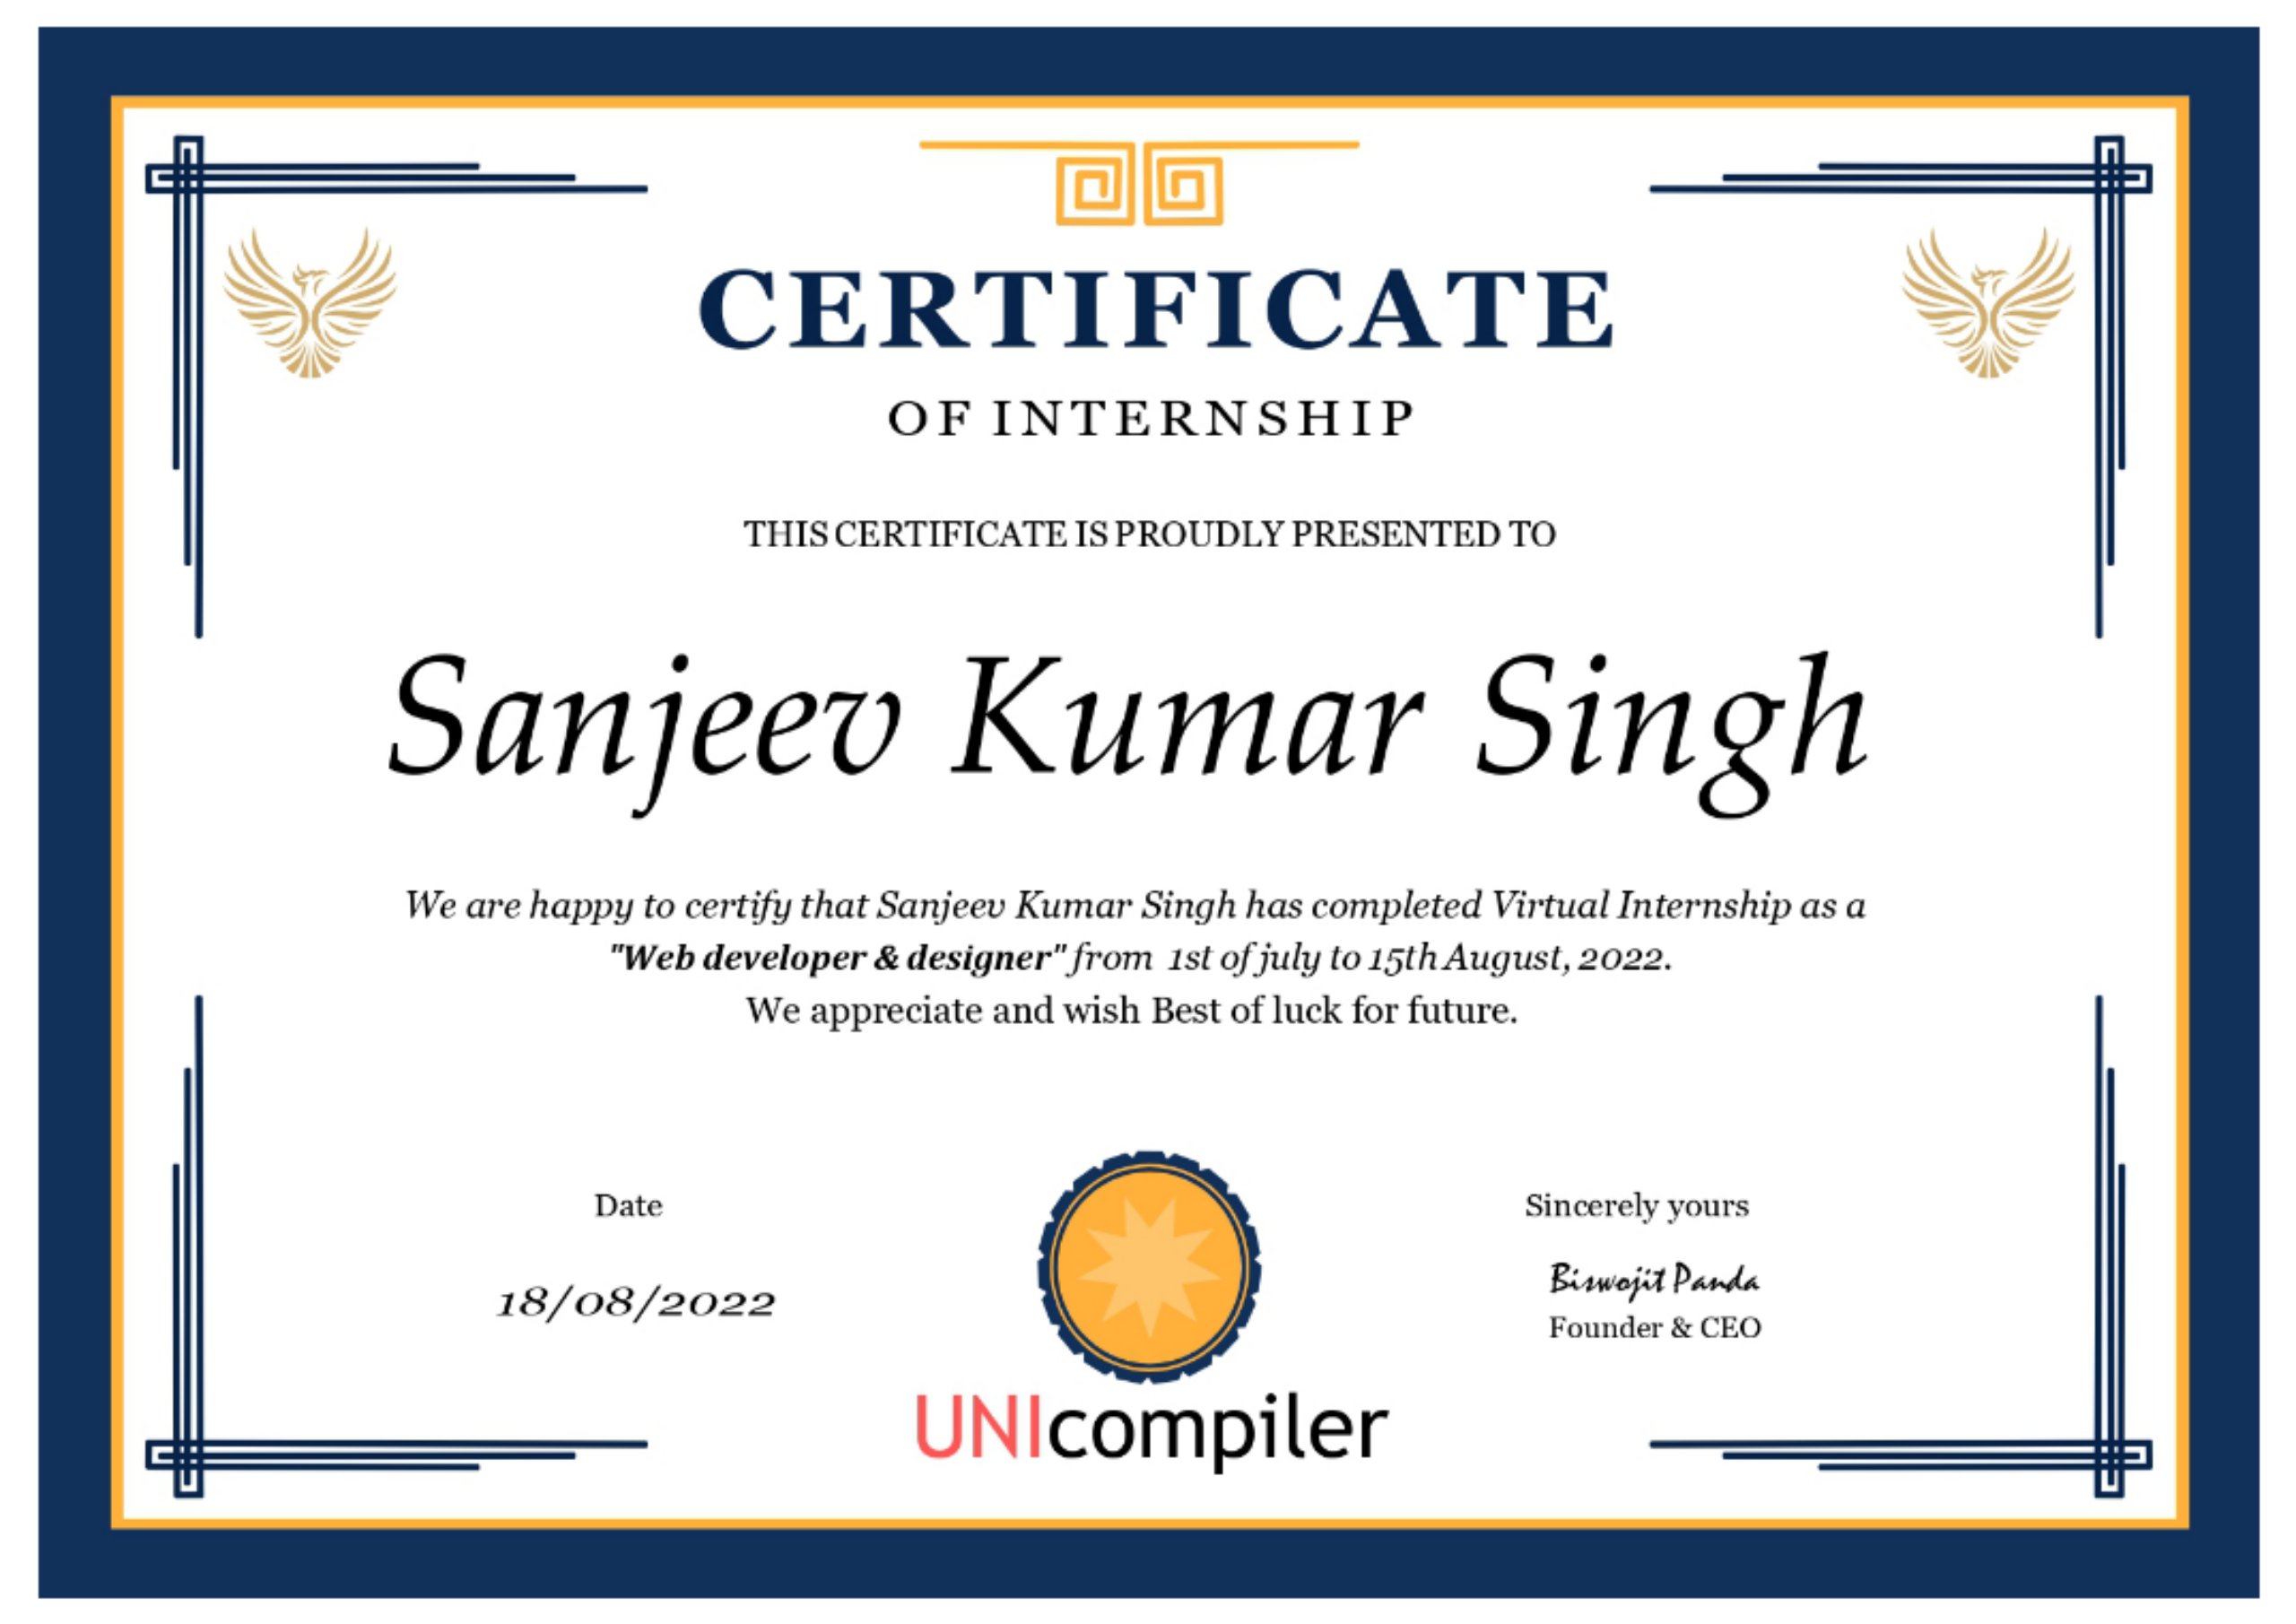 CERTIFICATE
OF INTERNSHIP
THIS CERTIFICATE IS PROUDLY PRESENTED TO
Sanjeev Kumar Singh
We are happy to certify that Sanjeev Kumar Singh has completed Virtual Internship as a
"Web developer & designer" from 1st of july to 15th August, 2022.
We appreciate and wish Best of luck for future.
Date
18/08/2022
Sincerely yours
Biswojit Panda
Founder & CEO
UNIcompiler